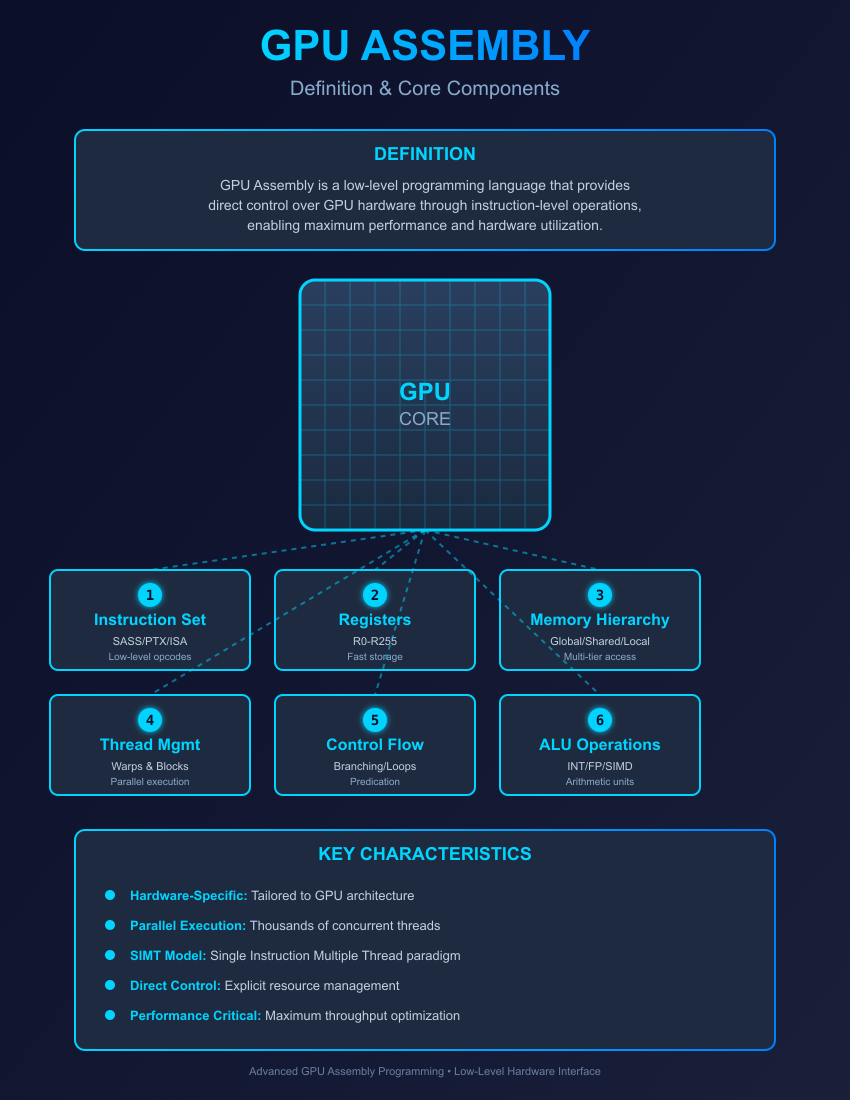 GPU ASSEMBLY
Definition & Core Components
DEFINITION
GPU Assembly is a low-level programming language that provides
direct control over GPU hardware through instruction-level operations,
enabling maximum performance and hardware utilization.
GPU
CORE
1
Instruction Set
SASS/PTX/ISA
Low-level opcodes
2
Registers
R0-R255
Fast storage
3
Memory Hierarchy
Global/Shared/Local
Multi-tier access
4
Thread Mgmt
Warps & Blocks
Parallel execution
5
Control Flow
Branching/Loops
Predication
6
ALU Operations
INT/FP/SIMD
Arithmetic units
KEY CHARACTERISTICS
Hardware-Specific: Tailored to GPU architecture
Parallel Execution: Thousands of concurrent threads
SIMT Model: Single Instruction Multiple Thread paradigm
Direct Control: Explicit resource management
Performance Critical: Maximum throughput optimization
Advanced GPU Assembly Programming • Low-Level Hardware Interface